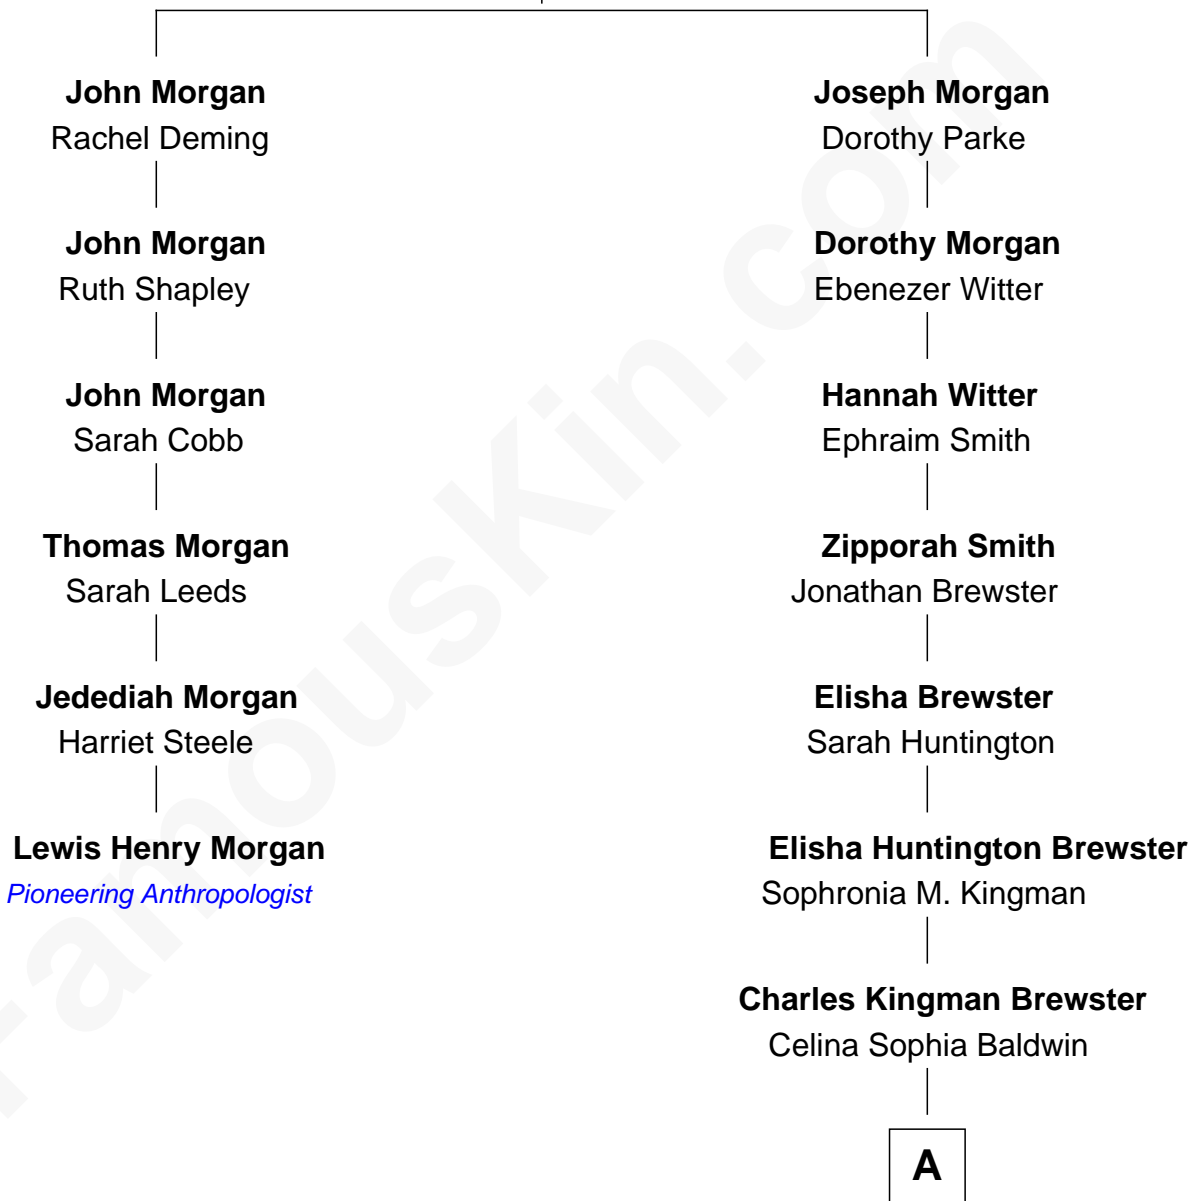 John Morgan
Rachel Deming
John Morgan
Ruth Shapley
John Morgan
Sarah Cobb
Thomas Morgan
Sarah Leeds
Jedediah Morgan
Harriet Steele
Lewis Henry Morgan
Pioneering Anthropologist
Joseph Morgan
Dorothy Parke
Dorothy Morgan
Ebenezer Witter
Hannah Witter
Ephraim Smith
Zipporah Smith
Jonathan Brewster
Elisha Brewster
Sarah Huntington
Elisha Huntington Brewster
Sophronia M. Kingman
Charles Kingman Brewster
Celina Sophia Baldwin
A
FamousKin.com